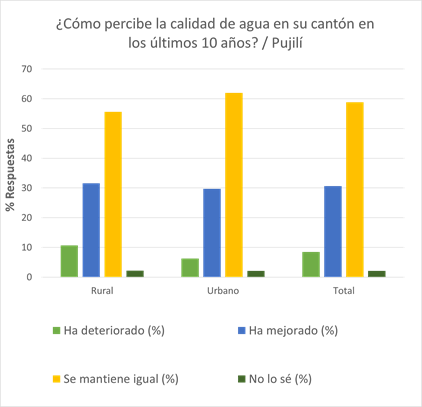 ¿Cómo percibe la calidad de agua en su cantón en
los últimos 10 años? / Pujilí
70
60
50
40
30
20
10
0
% Respuestas
Rural Urbano Total
Ha deteriorado (%) Ha mejorado (%)
Se mantiene igual (%) No lo sé (%)